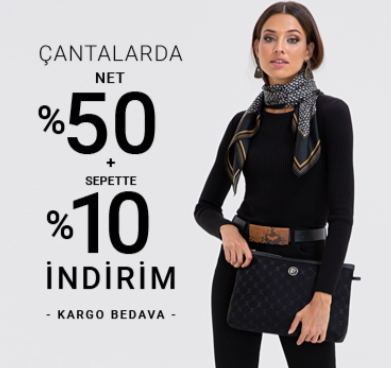 ÇANTALARDA
NET
%50
+
SEPETTE
%10
İNDİRİM
- KARGO BEDAVA -